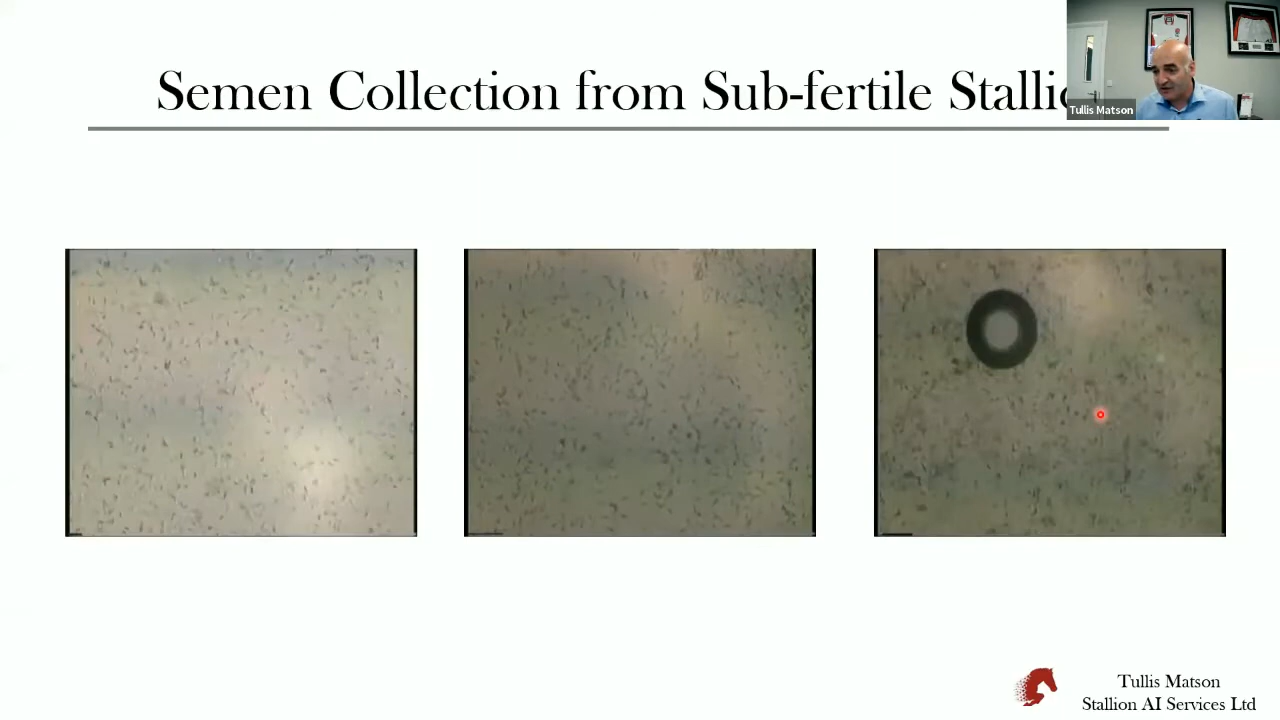 Semen Collection from Sub-fertile Stallio
Tullis Matson
Tullis Matson
Stallion AI Services Ltd